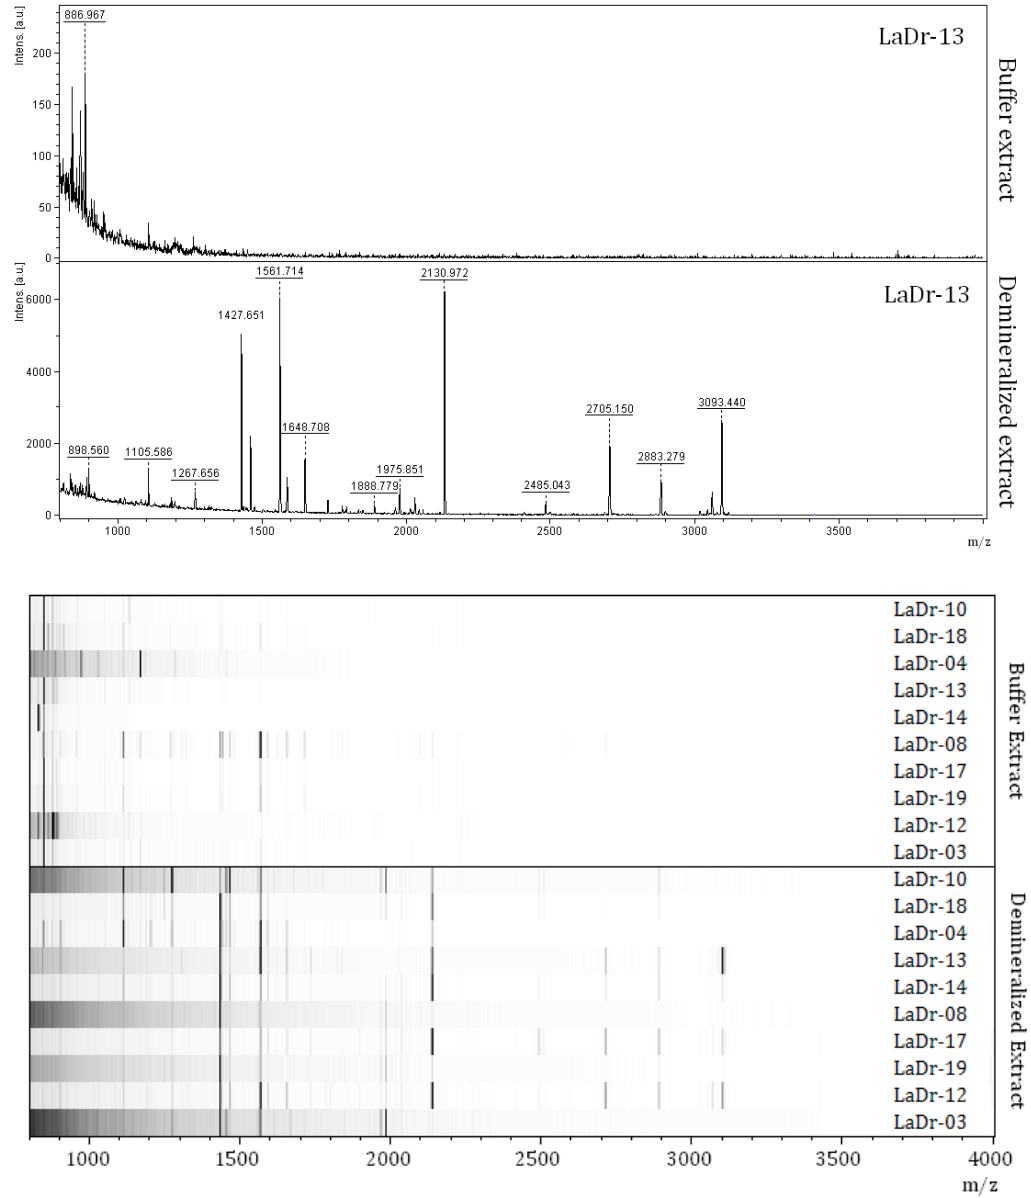 886.967
Intens. [a.u.]
200
150
100
50
0
LaDr-13
Buffer extract
Intens. [a.u.]
6000
4000
2000
0
898.560
1105.586
1267.656
1427.651
1561.714
1648.708
1888.779
1975.851
2130.972
2485.043
2705.150
2883.279
3093.440
LaDr-13
Demineralized extract
1000 1500 2000 2500 3000 3500
m/z
LaDr-10
LaDr-18
LaDr-04
LaDr-13
LaDr-14
LaDr-08
LaDr-17
LaDr-19
LaDr-12
LaDr-03
Buffer Extract
LaDr-10
LaDr-18
LaDr-04
LaDr-13
LaDr-14
LaDr-08
LaDr-17
LaDr-19
LaDr-12
LaDr-03
Demineralized Extract
1000 1500 2000 2500 3000 3500 4000
m/z